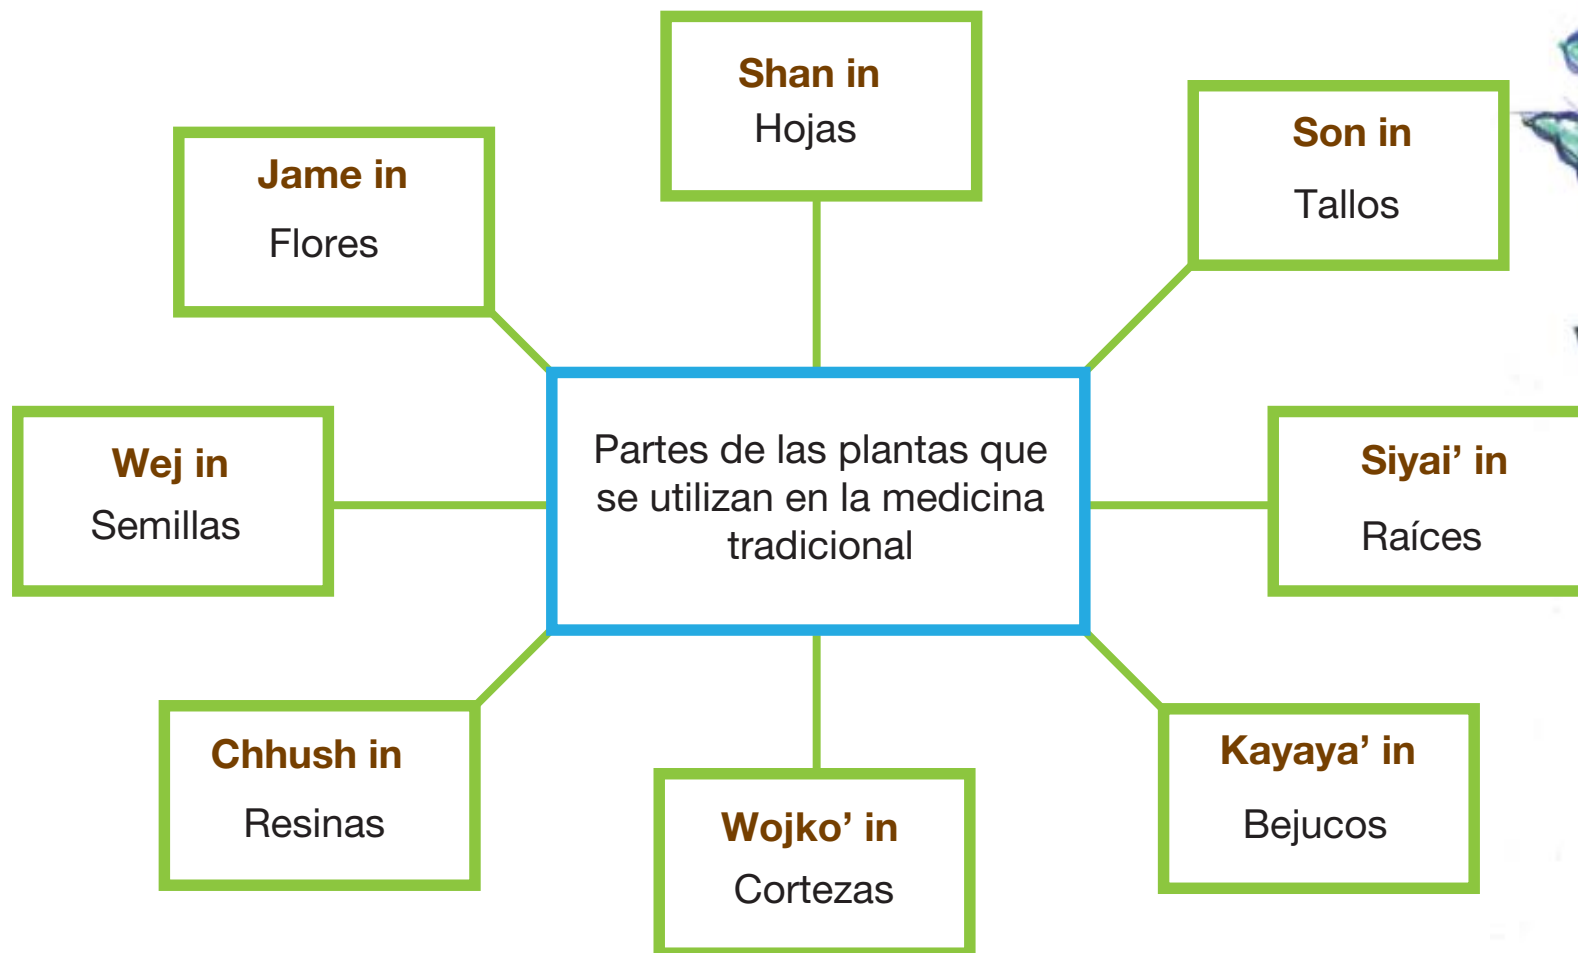 Shan in
Hojas
Son in
Tallos
Jame in
Flores
Partes de las plantas que
se utilizan en la medicina
tradicional
Siyai’ in
Raíces
Wej in
Semillas
Chhush in
Resinas
Wojko’ in
Cortezas
Kayaya’ in
Bejucos